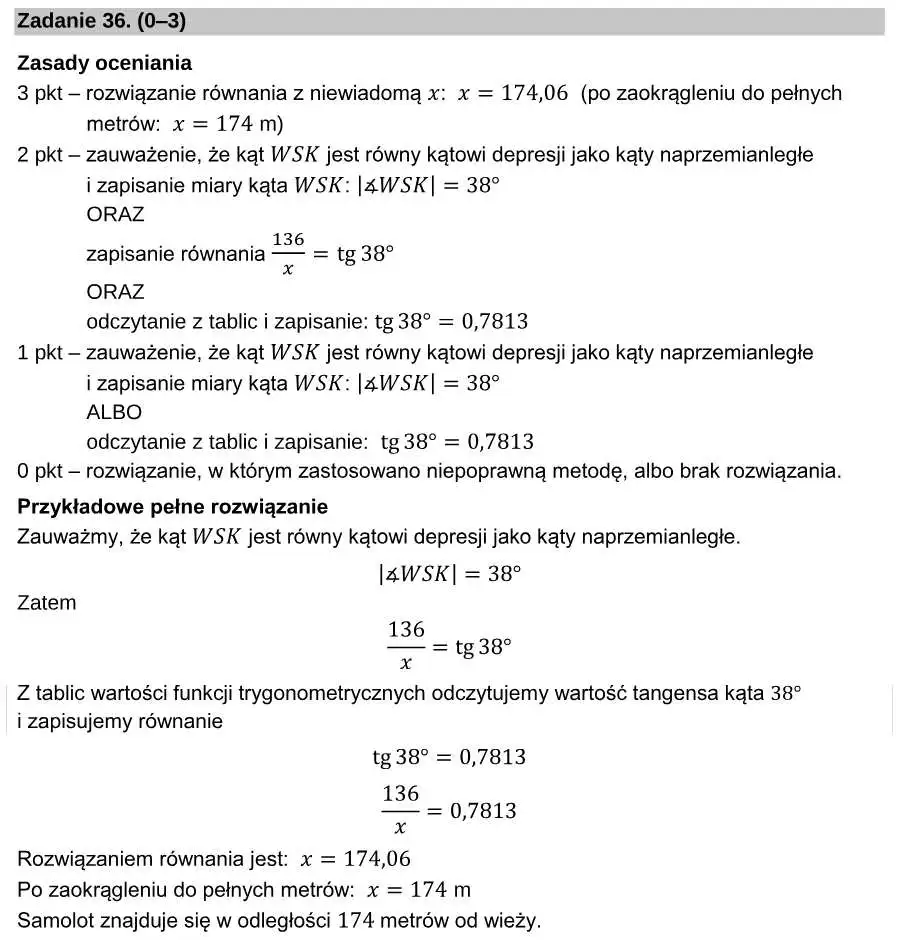 Zadanie 36. (0–3)
Zasady oceniania
3 pkt – rozwiązanie równania z niewiadomą x: x = 174,06 (po zaokrągleniu do pełnych
metrów: x = 174 m)
2 pkt – zauważenie, że kąt WSK jest równy kątowi depresji jako kąty naprzemianległe
i zapisanie miary kąta WSK: |∡WSK| = 38°
ORAZ
zapisanie równania 136/x = tg 38°
ORAZ
odczytanie z tablic i zapisanie: tg 38° = 0,7813
1 pkt – zauważenie, że kąt WSK jest równy kątowi depresji jako kąty naprzemianległe
i zapisanie miary kąta WSK: |∡WSK| = 38°
ALBO
odczytanie z tablic i zapisanie: tg 38° = 0,7813
0 pkt – rozwiązanie, w którym zastosowano niepoprawną metodę, albo brak rozwiązania.
Przykładowe pełne rozwiązanie
Zauważmy, że kąt WSK jest równy kątowi depresji jako kąty naprzemianległe.
|∡WSK| = 38°
Zatem
136/x = tg 38°
Z tablic wartości funkcji trygonometrycznych odczytujemy wartość tangensa kąta 38°
i zapisujemy równanie
tg 38° = 0,7813
136/x = 0,7813
Rozwiązaniem równania jest: x = 174,06
Po zaokrągleniu do pełnych metrów: x = 174 m
Samolot znajduje się w odległości 174 metrów od wieży.